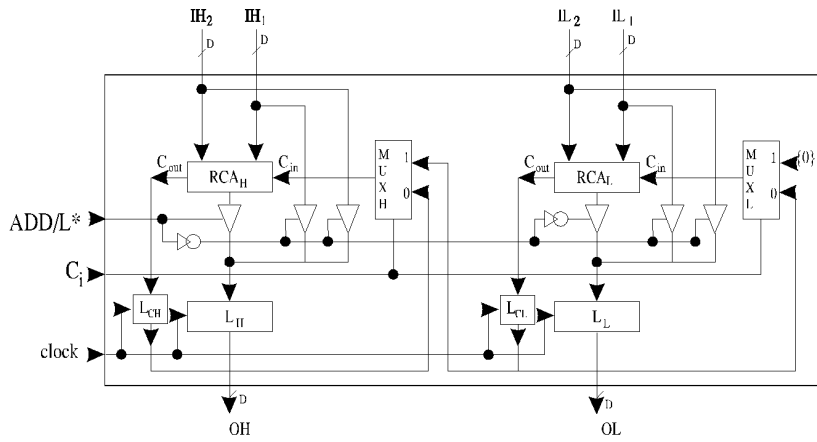 IH2 IH1 IL2 IL1
D D D D
Cout RCAH Cin MUXH 1 0
Cout RCAL Cin MUXL 1 0 {0}
ADD/L*
Ci
LCH LH LCL LL
clock
D D
OH OL